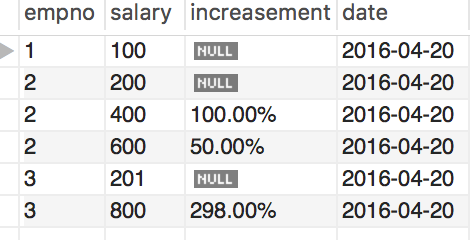 empno salary increasement date
1 100 NULL 2016-04-20
2 200 NULL 2016-04-20
2 400 100.00% 2016-04-20
2 600 50.00% 2016-04-20
3 201 NULL 2016-04-20
3 800 298.00% 2016-04-20